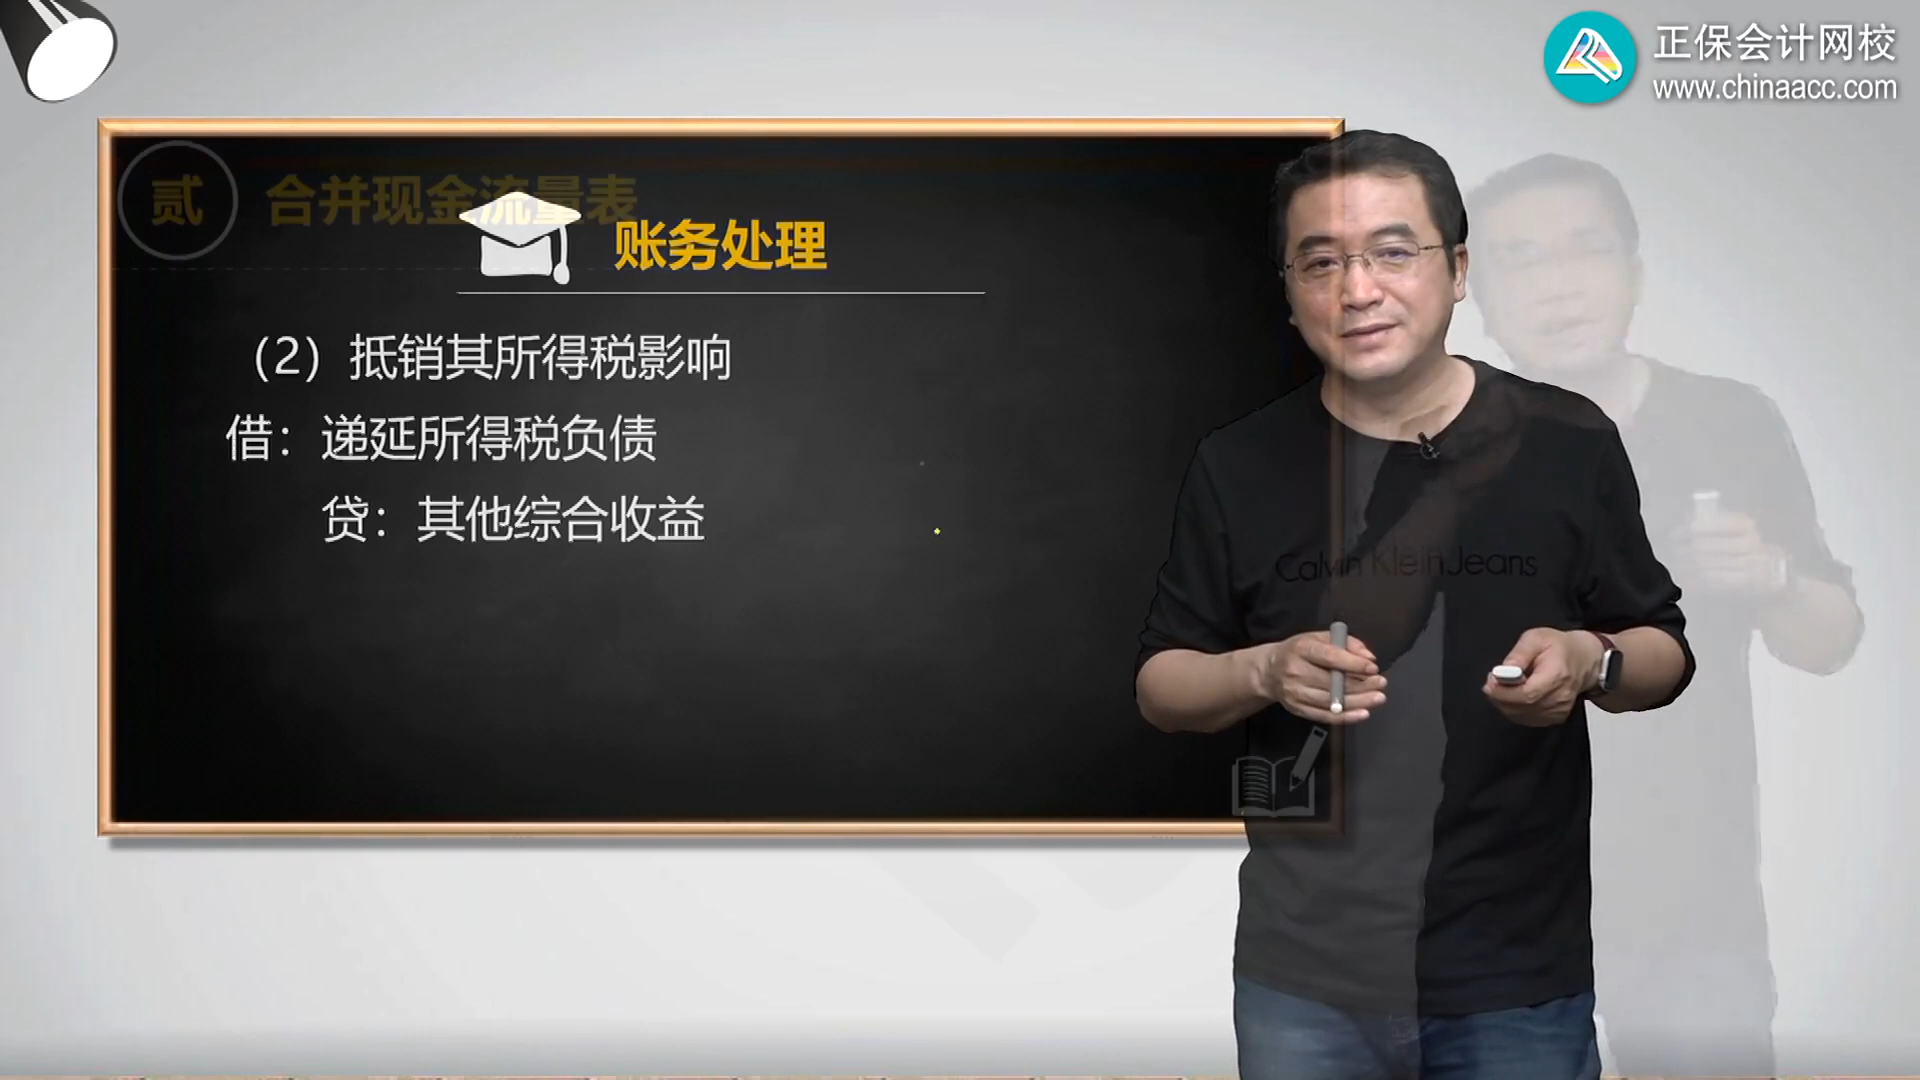 正保会计网校
www.chinaacc.com
贰 合并现金流量表
账务处理
（2）抵销其所得税影响
借：递延所得税负债
贷：其他综合收益
Calvin Klein Jeans